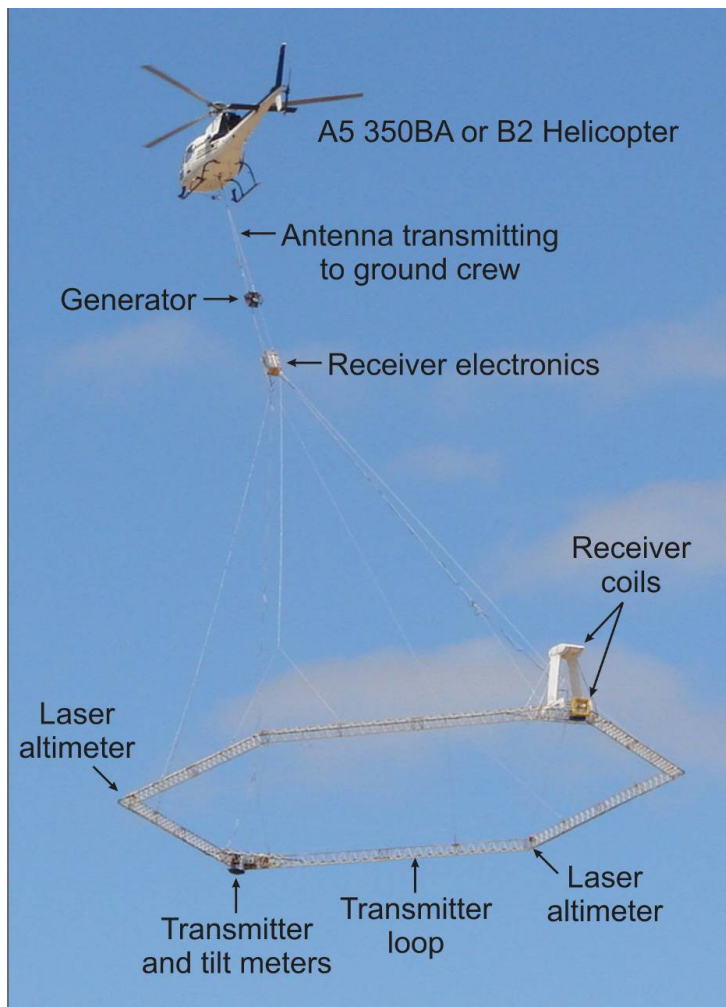 A5 350BA or B2 Helicopter
Antenna transmitting
to ground crew
Generator
Receiver electronics
Receiver
coils
Laser
altimeter
Laser
altimeter
Transmitter
loop
Transmitter
and tilt meters